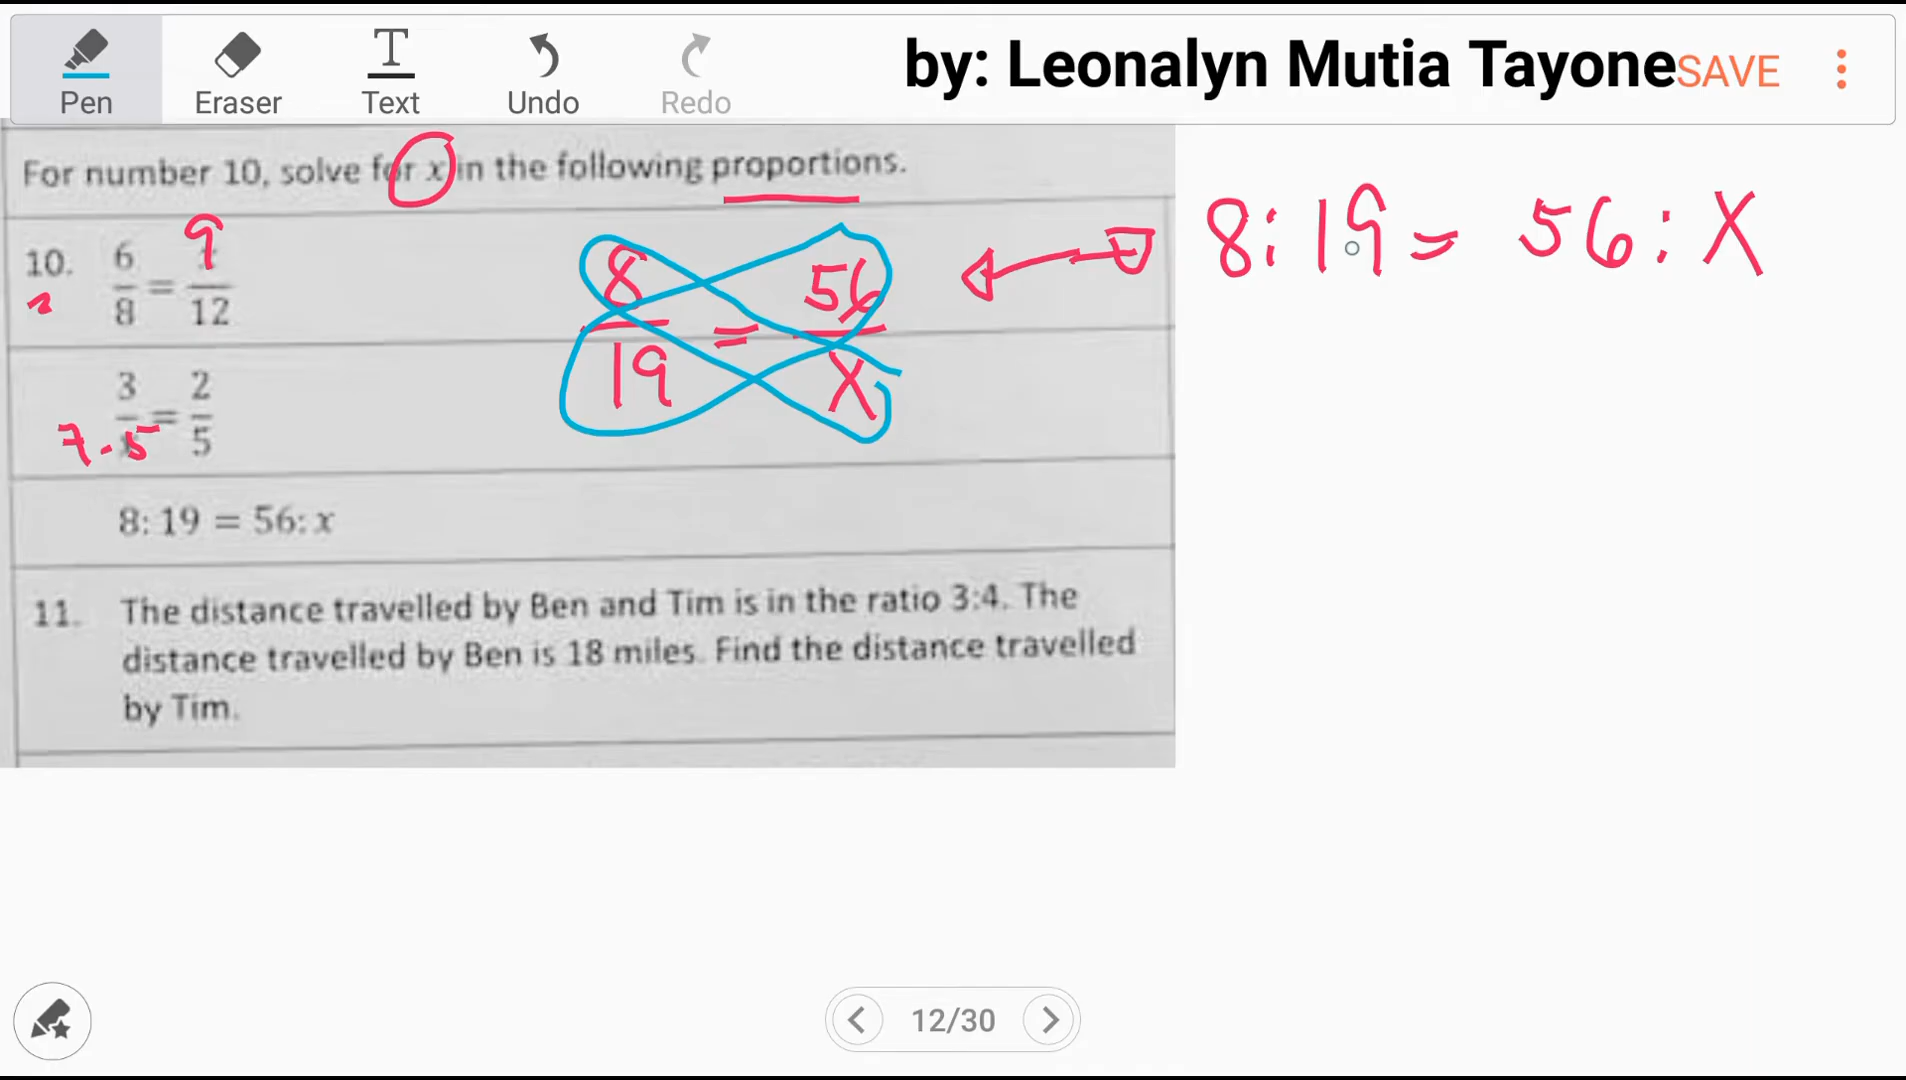 Pen Eraser Text Undo Redo by: Leonalyn Mutia Tayone SAVE
For number 10, solve for x in the following proportions.
10. 6/8 = 9/12
8/19 = 56/X
8:19 = 56:X
3/ = 2/5
7.5
8: 19 = 56: x
11. The distance travelled by Ben and Tim is in the ratio 3:4. The
distance travelled by Ben is 18 miles. Find the distance travelled
by Tim.
12/30